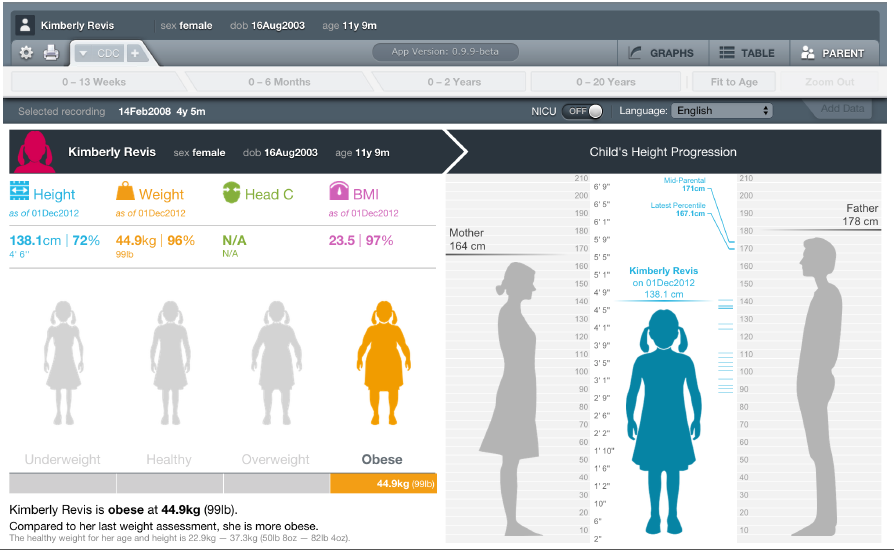 Kimberly Revis sex female dob 16Aug2003 age 11y 9m
CDC + App Version: 0.9.9-beta GRAPHS TABLE PARENT
0 – 13 Weeks 0 – 6 Months 0 – 2 Years 0 – 20 Years Fit to Age Zoom Out
Selected recording 14Feb2008 4y 5m NICU OFF Language: English Add Data
Kimberly Revis sex female dob 16Aug2003 age 11y 9m
Height Weight Head C BMI
as of 01Dec2012 as of 01Dec2012 as of 01Dec2012
138.1cm | 72% 44.9kg | 96% N/A 23.5 | 97%
4' 6" 99lb N/A
Underweight Healthy Overweight Obese
44.9kg (99lb)
Kimberly Revis is obese at 44.9kg (99lb).
Compared to her last weight assessment, she is more obese.
The healthy weight for her age and height is 22.9kg — 37.3kg (50lb 8oz — 82lb 4oz).
Child's Height Progression
Mother
164 cm
210
200
190
180
170
160
150
140
130
120
110
100
90
80
70
60
50
40
30
20
10
6' 9"
6' 5"
6' 1"
5' 9"
5' 5"
5' 1"
4' 9"
4' 5"
4' 1"
3' 9"
3' 5"
3' 1"
2' 9"
2' 6"
2' 2"
1' 10"
1' 6"
1' 2"
10"
6"
2"
Mid-Parental
171cm
Latest Percentile
167.1cm
Kimberly Revis
on 01Dec2012
138.1 cm
210
200
190
180
170
160
150
140
130
120
110
100
90
80
70
60
50
40
30
20
10
Father
178 cm